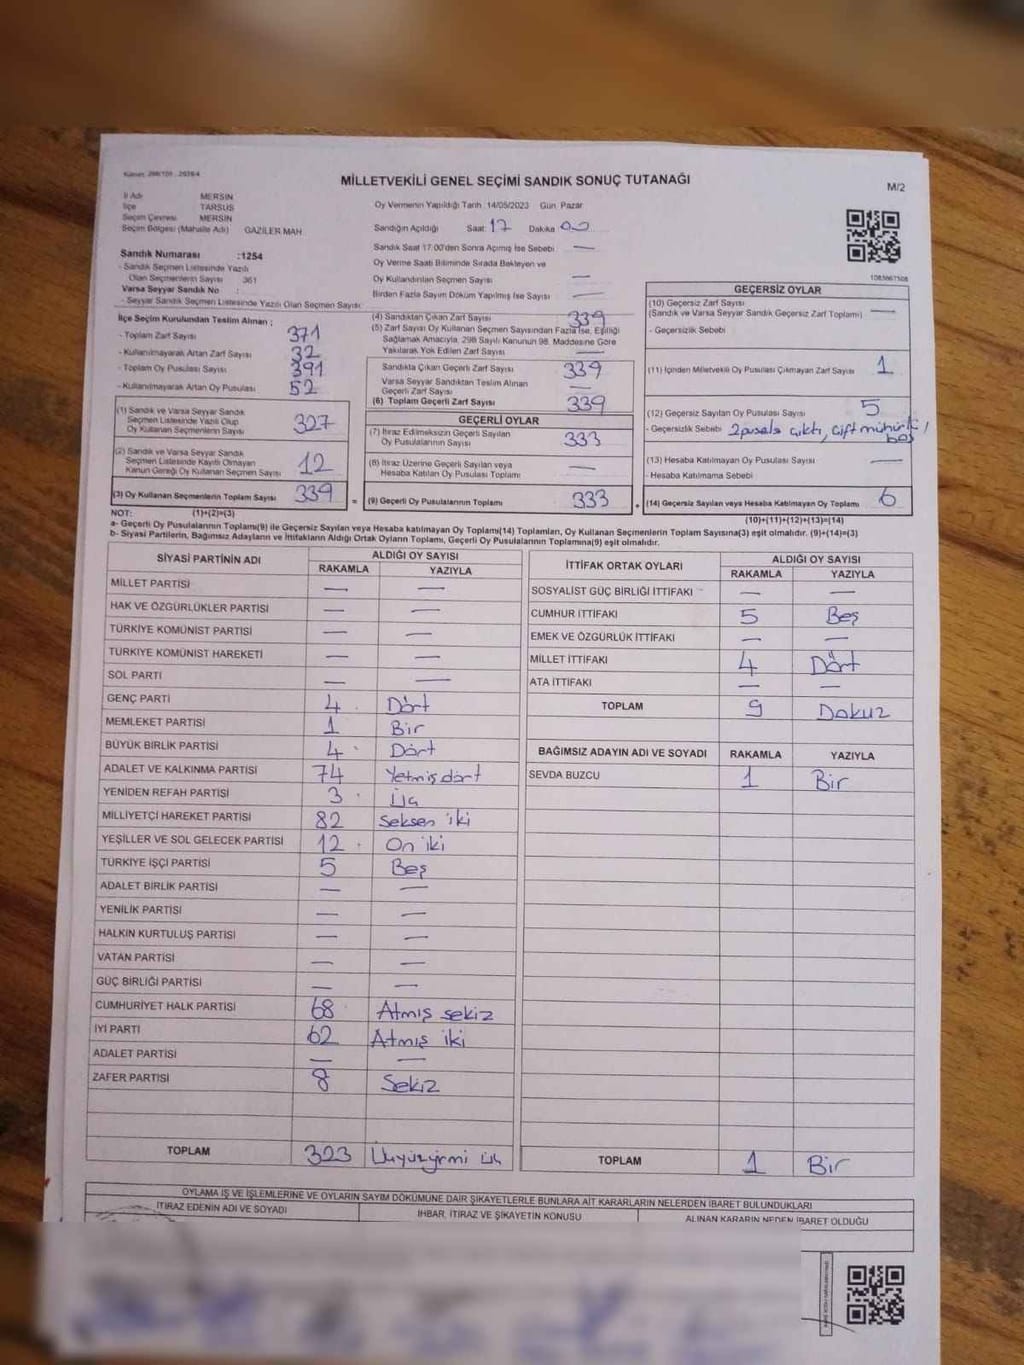 MİLLETVEKİLİ GENEL SEÇİMİ SANDIK SONUÇ TUTANAĞI
M/2
İl Adı MERSİN
İlçe TARSUS
Seçim Çevresi MERSİN
Seçim Bölgesi (Mahalle Adı) GAZİLER MAH.
Oy Vermenin Yapıldığı Tarih :14/05/2023 Gün: Pazar
Sandığın Açıldığı Saat: 17 Dakika 00
Sandık Saat 17:00'den Sonra Açılmış İse Sebebi —
Oy Verme Saati Bitiminde Sırada Bekleyen ve
Oy Kullandırılan Seçmen Sayısı —
Birden Fazla Sayım Döküm Yapılmış İse Sayısı —
Sandık Numarası :1254
- Sandık Seçmen Listesinde Yazılı
Olan Seçmenlerin Sayısı 361
Varsa Seyyar Sandık No :
- Seyyar Sandık Seçmen Listesinde Yazılı Olan Seçmen Sayısı
İlçe Seçim Kurulundan Teslim Alınan ;
- Toplam Zarf Sayısı 371
- Kullanılmayarak Artan Zarf Sayısı 32
- Toplam Oy Pusulası Sayısı 391
- Kullanılmayarak Artan Oy Pusulası 52
(1) Sandık ve Varsa Seyyar Sandık
Seçmen Listesinde Yazılı Olup
Oy Kullanan Seçmenlerin Sayısı 327
(2) Sandık ve Varsa Seyyar Sandık
Seçmen Listesinde Kayıtlı Olmayan
Kanun Gereği Oy Kullanan Seçmen Sayısı 12
(3) Oy Kullanan Seçmenlerin Toplam Sayısı 339
(1)+(2)=(3)
(4) Sandıktan Çıkan Zarf Sayısı 339
(5) Zarf Sayısı Oy Kullanan Seçmen Sayısından Fazla İse, Eşitliği
Sağlamak Amacıyla, 298 Sayılı Kanunun 98. Maddesine Göre
Yakılarak Yok Edilen Zarf Sayısı —
Sandıkta Çıkan Geçerli Zarf Sayısı 339
Varsa Seyyar Sandıktan Teslim Alınan
Geçerli Zarf Sayısı —
(6) Toplam Geçerli Zarf Sayısı 339
GEÇERLİ OYLAR
(7) İtiraz Edilmeksizin Geçerli Sayılan
Oy Pusulalarının Sayısı 333
(8) İtiraz Üzerine Geçerli Sayılan veya
Hesaba Katılan Oy Pusulaları Toplamı —
= (9) Geçerli Oy Pusulalarının Toplamı 333
1083667508
GEÇERSİZ OYLAR
(10) Geçersiz Zarf Sayısı
(Sandık ve Varsa Seyyar Sandık Geçersiz Zarf Toplamı) —
- Geçersizlik Sebebi
(11) İçinden Milletvekili Oy Pusulası Çıkmayan Zarf Sayısı 1
(12) Geçersiz Sayılan Oy Pusulası Sayısı 5
- Geçersizlik Sebebi 2 pusala çıktı, çift mühürlü,
boş
(13) Hesaba Katılmayan Oy Pusulası Sayısı —
- Hesaba Katılmama Sebebi
+ (14) Geçersiz Sayılan veya Hesaba Katılmayan Oy Toplamı 6
(10)+(11)+(12)+(13)=(14)
NOT:
a- Geçerli Oy Pusulalarının Toplamı(9) ile Geçersiz Sayılan veya Hesaba katılmayan Oy Toplamı(14) Toplamları, Oy Kullanan Seçmenlerin Toplam Sayısına(3) eşit olmalıdır. (9)+(14)=(3)
b- Siyasi Partilerin, Bağımsız Adayların ve İttifakların Aldığı Ortak Oyların Toplamı, Geçerli Oy Pusulalarının Toplamına(9) eşit olmalıdır.
SİYASİ PARTİNİN ADI ALDIĞI OY SAYISI
RAKAMLA YAZIYLA
MİLLET PARTİSİ — —
HAK VE ÖZGÜRLÜKLER PARTİSİ — —
TÜRKİYE KOMÜNİST PARTİSİ — —
TÜRKİYE KOMÜNİST HAREKETİ — —
SOL PARTİ — —
GENÇ PARTİ 4 Dört
MEMLEKET PARTİSİ 1 Bir
BÜYÜK BİRLİK PARTİSİ 4 Dört
ADALET VE KALKINMA PARTİSİ 74 Yetmiş dört
YENİDEN REFAH PARTİSİ 3 Üç
MİLLİYETÇİ HAREKET PARTİSİ 82 Seksen iki
YEŞİLLER VE SOL GELECEK PARTİSİ 12 On iki
TÜRKİYE İŞÇİ PARTİSİ 5 Beş
ADALET BİRLİK PARTİSİ — —
YENİLİK PARTİSİ — —
HALKIN KURTULUŞ PARTİSİ — —
VATAN PARTİSİ — —
GÜÇ BİRLİĞİ PARTİSİ — —
CUMHURİYET HALK PARTİSİ 68 Atmış sekiz
İYİ PARTİ 62 Atmış iki
ADALET PARTİSİ — —
ZAFER PARTİSİ 8 Sekiz
TOPLAM 323 Üçyüzyirmi üç
İTTİFAK ORTAK OYLARI ALDIĞI OY SAYISI
RAKAMLA YAZIYLA
SOSYALİST GÜÇ BİRLİĞİ İTTİFAKI — —
CUMHUR İTTİFAKI 5 Beş
EMEK VE ÖZGÜRLÜK İTTİFAKI — —
MİLLET İTTİFAKI 4 Dört
ATA İTTİFAKI — —
TOPLAM 9 Dokuz
BAĞIMSIZ ADAYIN ADI VE SOYADI RAKAMLA YAZIYLA
SEVDA BUZCU 1 Bir
TOPLAM 1 Bir
OYLAMA İŞ VE İŞLEMLERİNE VE OYLARIN SAYIM DÖKÜMÜNE DAİR ŞİKAYETLERLE BUNLARA AİT KARARLARIN NELERDEN İBARET BULUNDUKLARI
İTİRAZ EDENİN ADI VE SOYADI İHBAR, İTİRAZ VE ŞİKAYETİN KONUSU ALINAN KARARIN NEDEN İBARET OLDUĞU